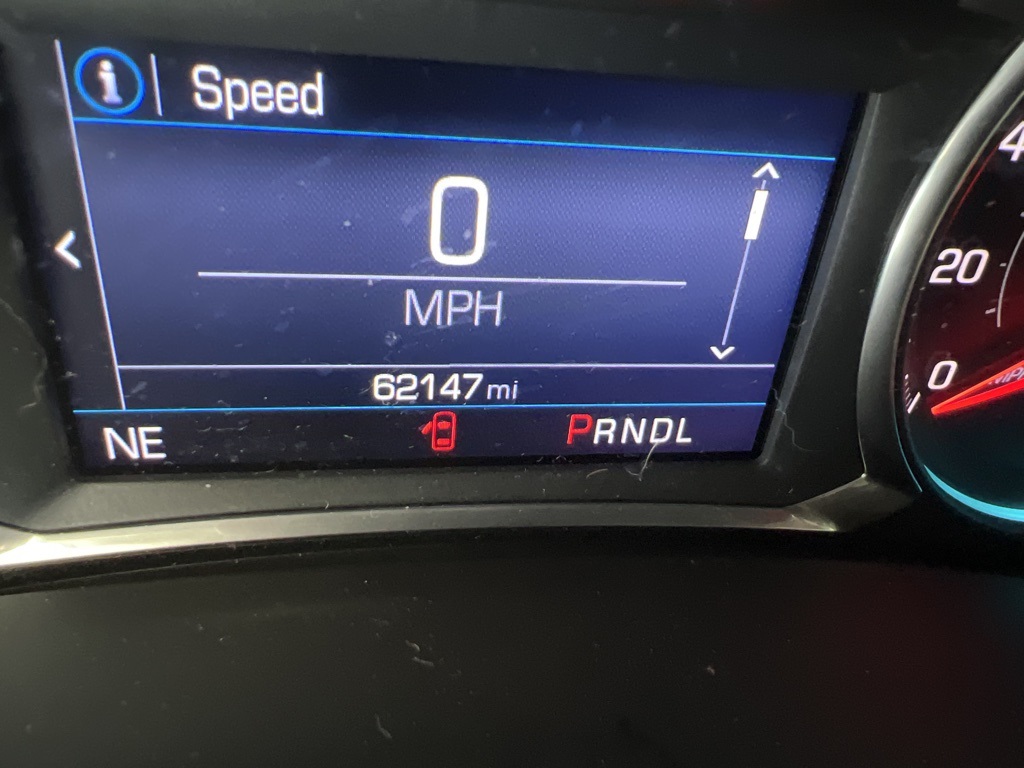 i Speed
0
MPH
62147 mi
NE PRNDL
20
0